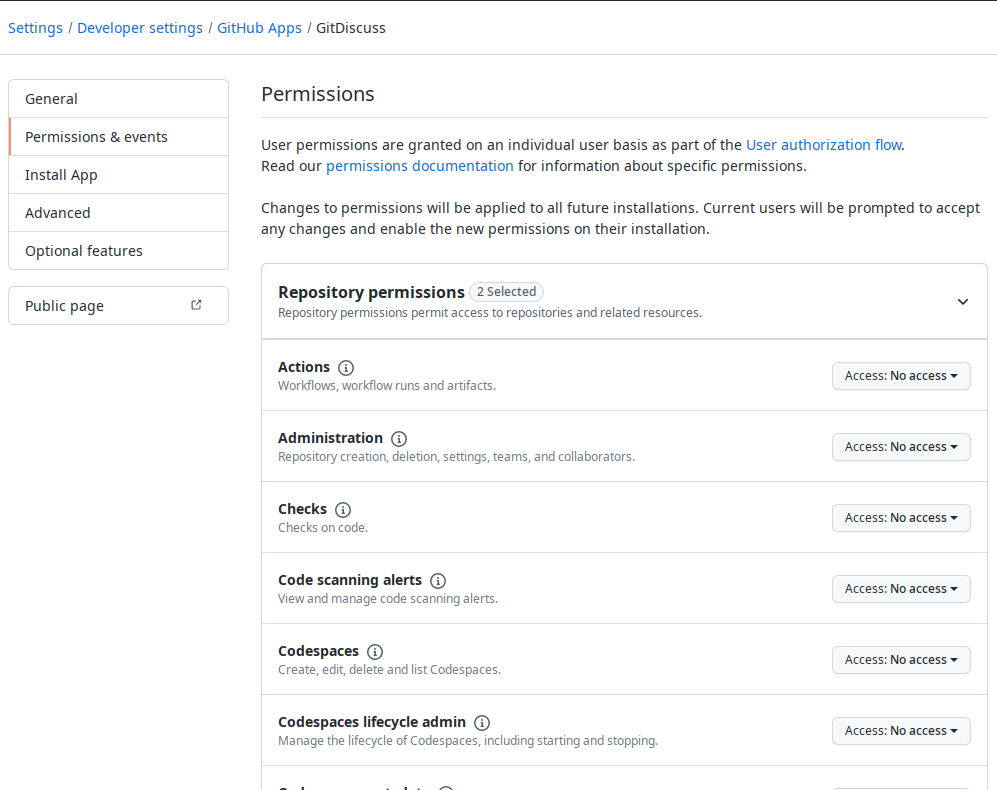 Settings / Developer settings / GitHub Apps / GitDiscuss
General
Permissions & events
Install App
Advanced
Optional features
Public page
Permissions
User permissions are granted on an individual user basis as part of the User authorization flow.
Read our permissions documentation for information about specific permissions.
Changes to permissions will be applied to all future installations. Current users will be prompted to accept
any changes and enable the new permissions on their installation.
Repository permissions 2 Selected
Repository permissions permit access to repositories and related resources.
Actions
Workflows, workflow runs and artifacts.
Access: No access
Administration
Repository creation, deletion, settings, teams, and collaborators.
Access: No access
Checks
Checks on code.
Access: No access
Code scanning alerts
View and manage code scanning alerts.
Access: No access
Codespaces
Create, edit, delete and list Codespaces.
Access: No access
Codespaces lifecycle admin
Manage the lifecycle of Codespaces, including starting and stopping.
Access: No access